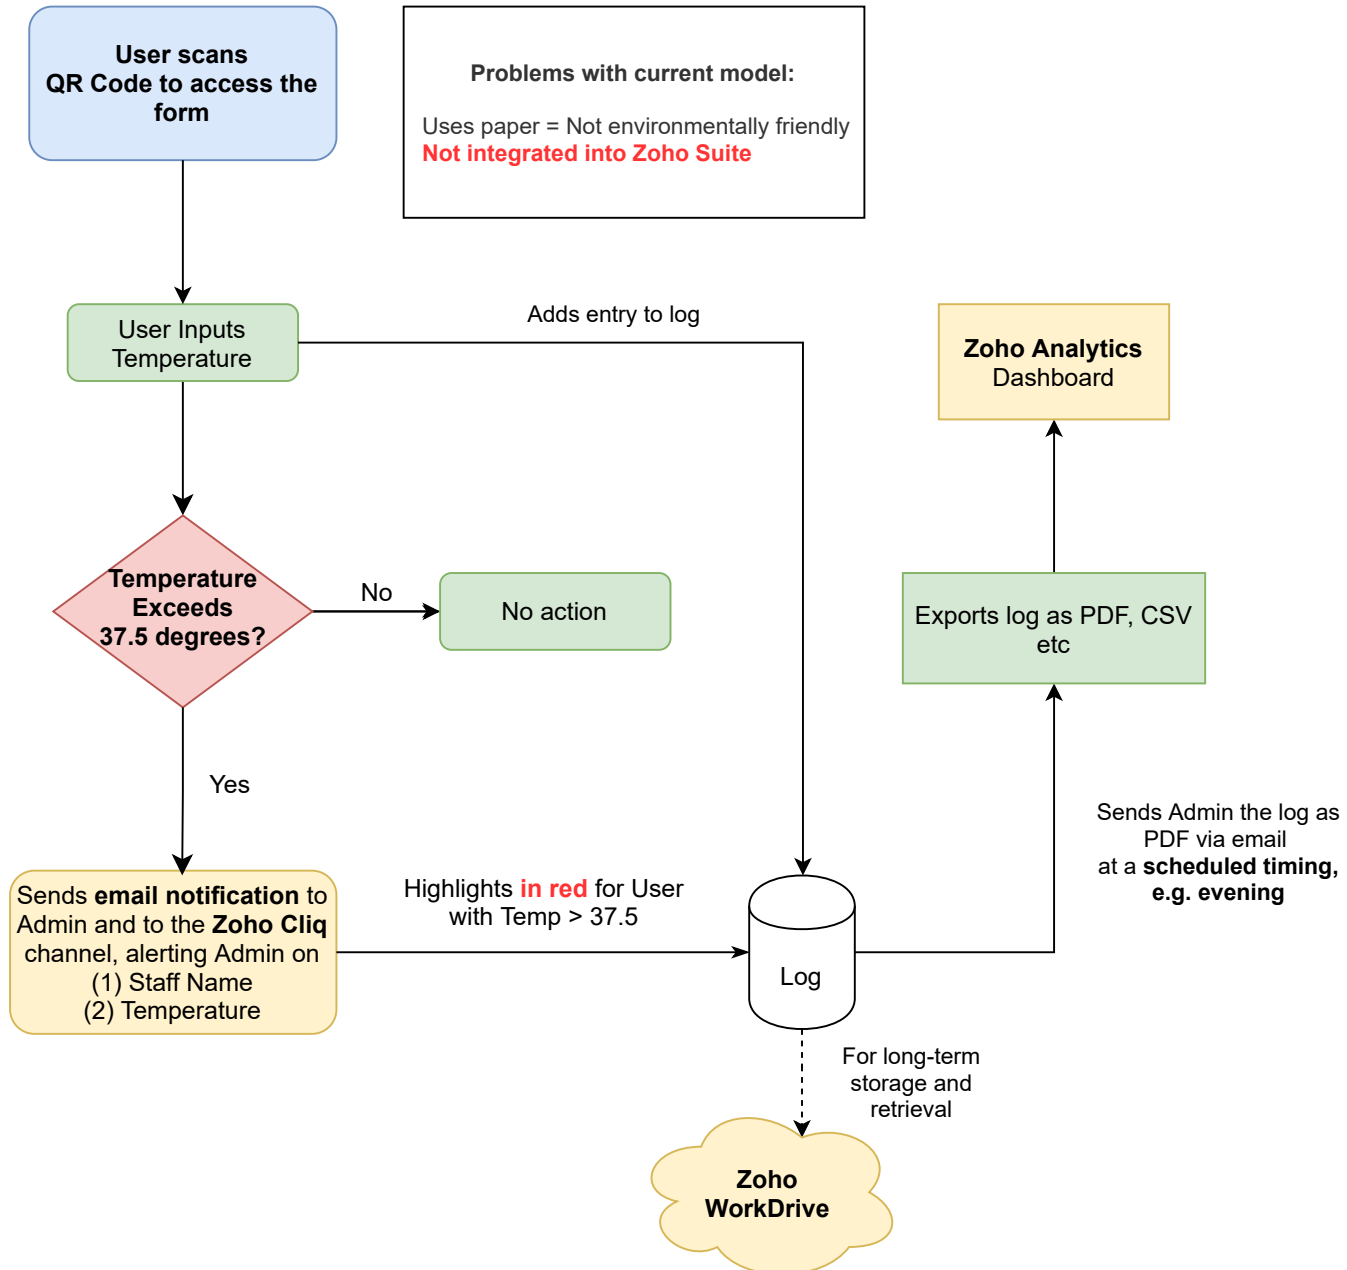 User scans
QR Code to access the
form
Problems with current model:
Uses paper = Not environmentally friendly
Not integrated into Zoho Suite
User Inputs
Temperature
Adds entry to log
Zoho Analytics
Dashboard
Temperature
Exceeds
37.5 degrees?
No
No action
Exports log as PDF, CSV
etc
Yes
Sends Admin the log as
PDF via email
at a scheduled timing,
e.g. evening
Sends email notification to
Admin and to the Zoho Cliq
channel, alerting Admin on
(1) Staff Name
(2) Temperature
Highlights in red for User
with Temp > 37.5
Log
For long-term
storage and
retrieval
Zoho
WorkDrive